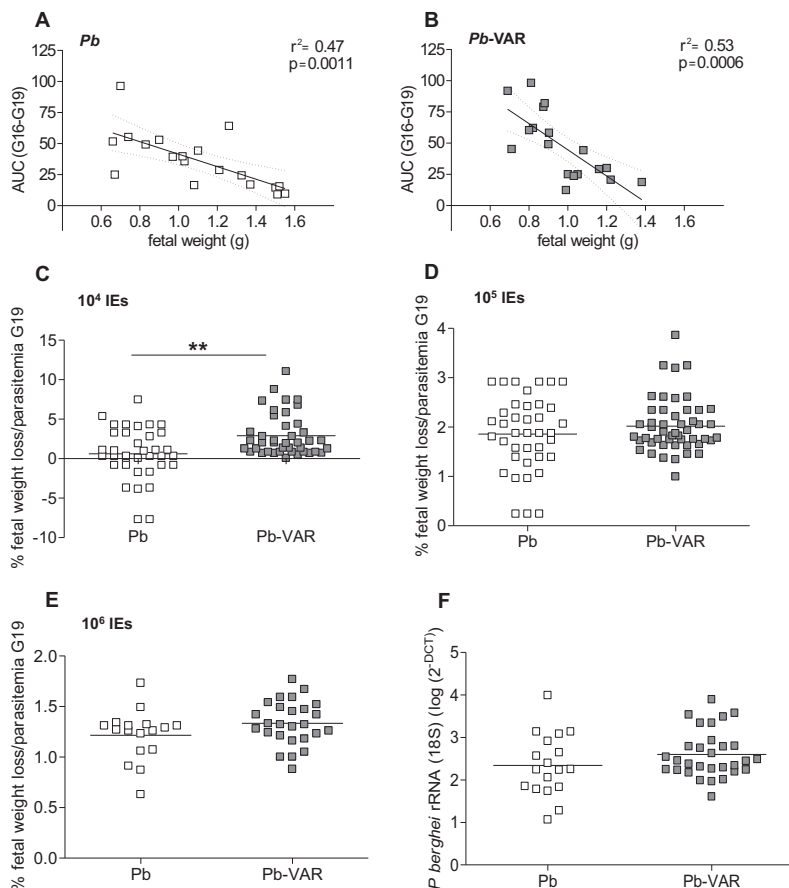 A
Pb
r²= 0.47
p=0.0011
AUC (G16-G19)
125
100
75
50
25
0
0.6 0.8 1.0 1.2 1.4 1.6
fetal weight (g)
B
Pb-VAR
r²= 0.53
p=0.0006
AUC (G16-G19)
125
100
75
50
25
0
0.6 0.8 1.0 1.2 1.4 1.6
fetal weight (g)
C
10⁴ IEs
% fetal weight loss/parasitemia G19
15
10
5
0
-5
-10
**
Pb Pb-VAR
D
10⁵ IEs
% fetal weight loss/parasitemia G19
4
3
2
1
0
Pb Pb-VAR
E
10⁶ IEs
% fetal weight loss/parasitemia G19
2.0
1.5
1.0
0.5
0.0
Pb Pb-VAR
F
P berghei rRNA (18S) (log (2⁻ᴰᶜᵀ))
5
4
3
2
1
0
Pb Pb-VAR